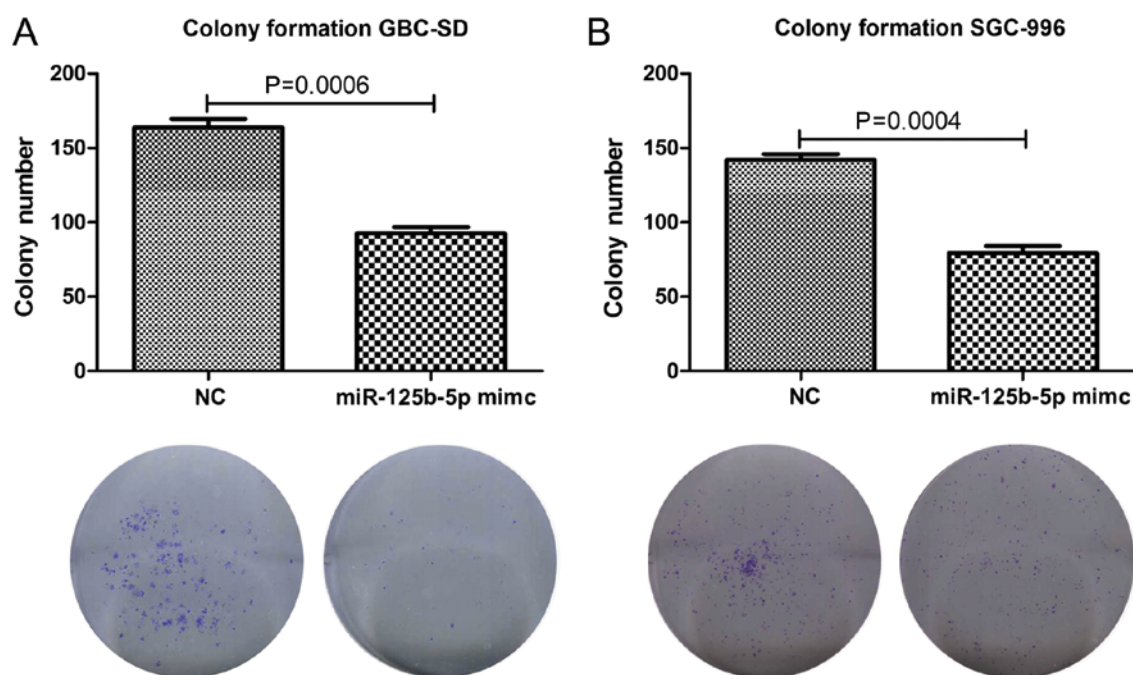 A
Colony formation GBC-SD
Colony number
200
150
100
50
0
P=0.0006
NC
miR-125b-5p mimc
B
Colony formation SGC-996
Colony number
200
150
100
50
0
P=0.0004
NC
miR-125b-5p mimc